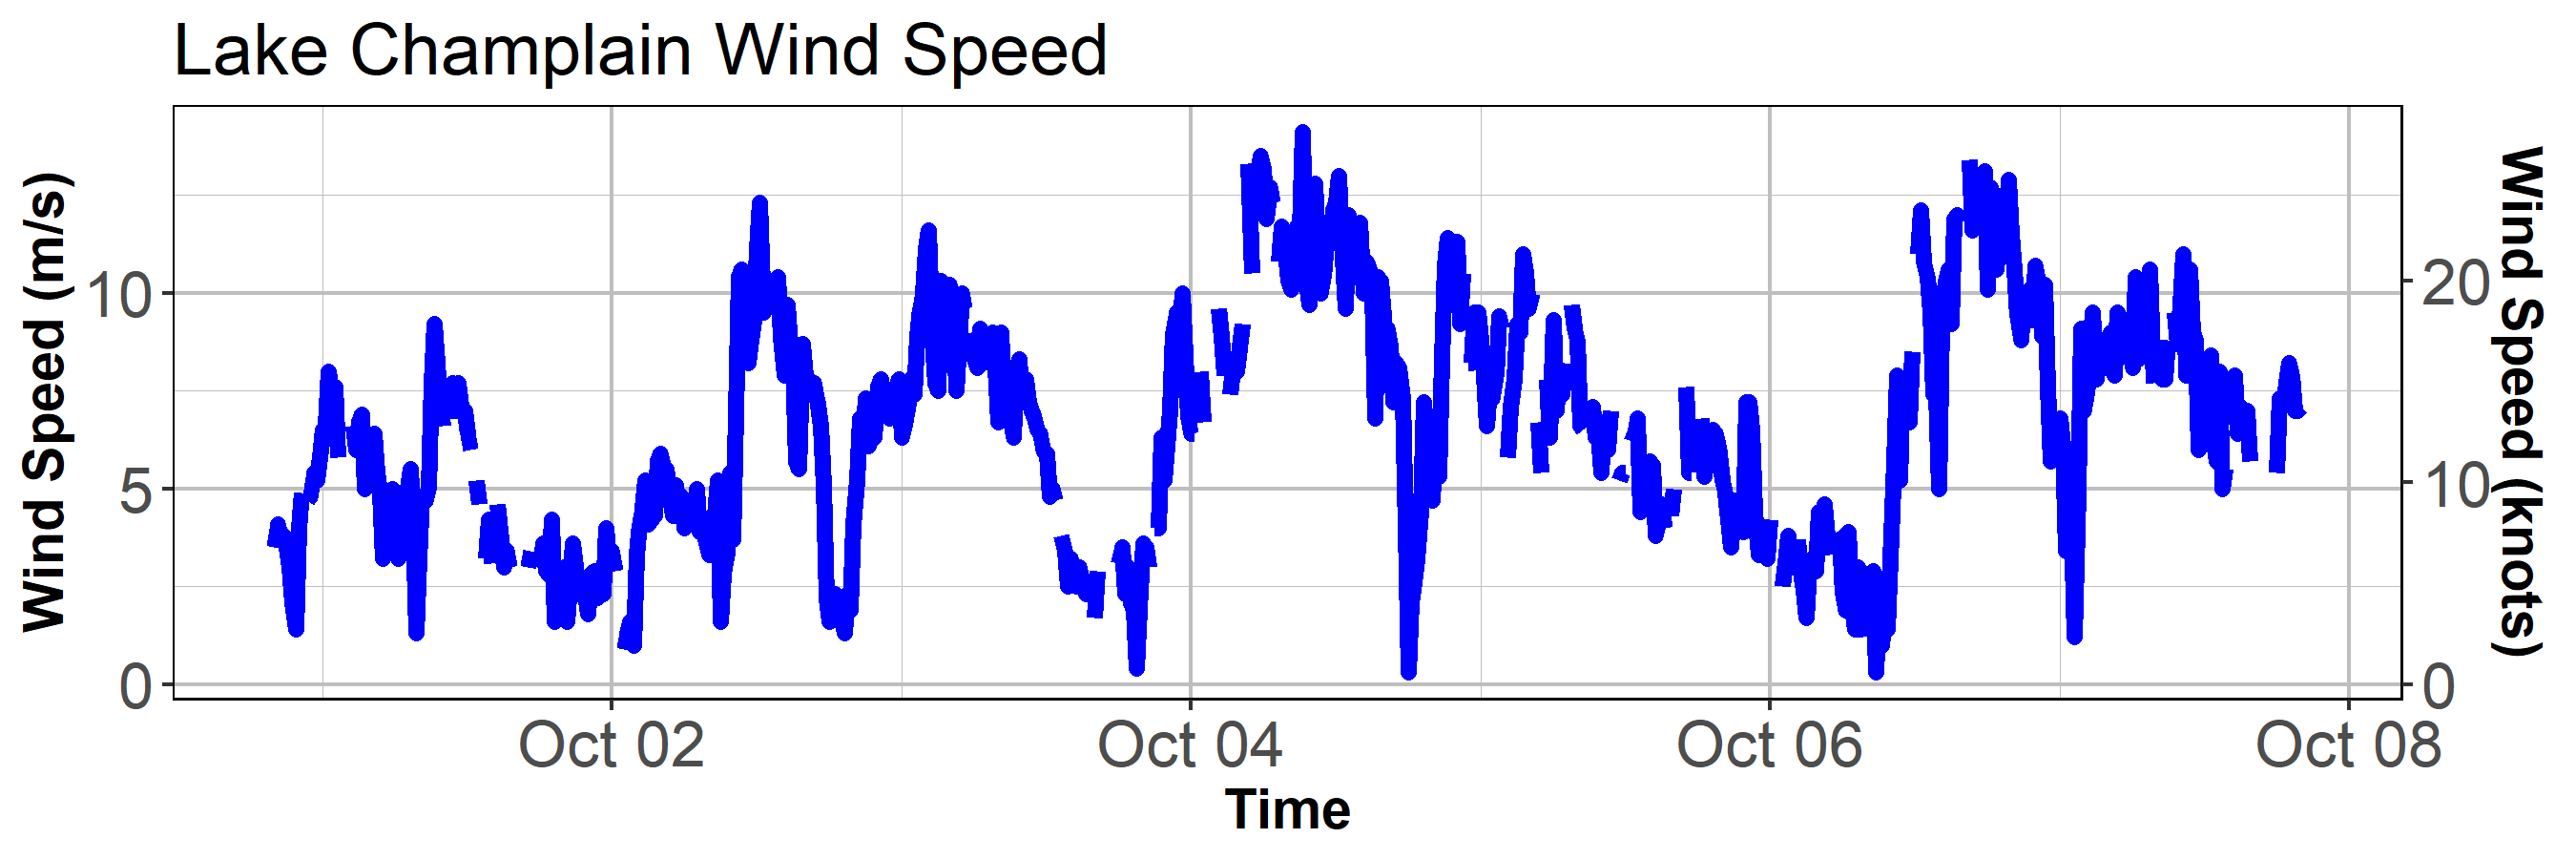 Lake Champlain Wind Speed
Wind Speed (m/s)
10
5
0
20
10
0
Wind Speed (knots)
Oct 02
Oct 04
Oct 06
Oct 08
Time